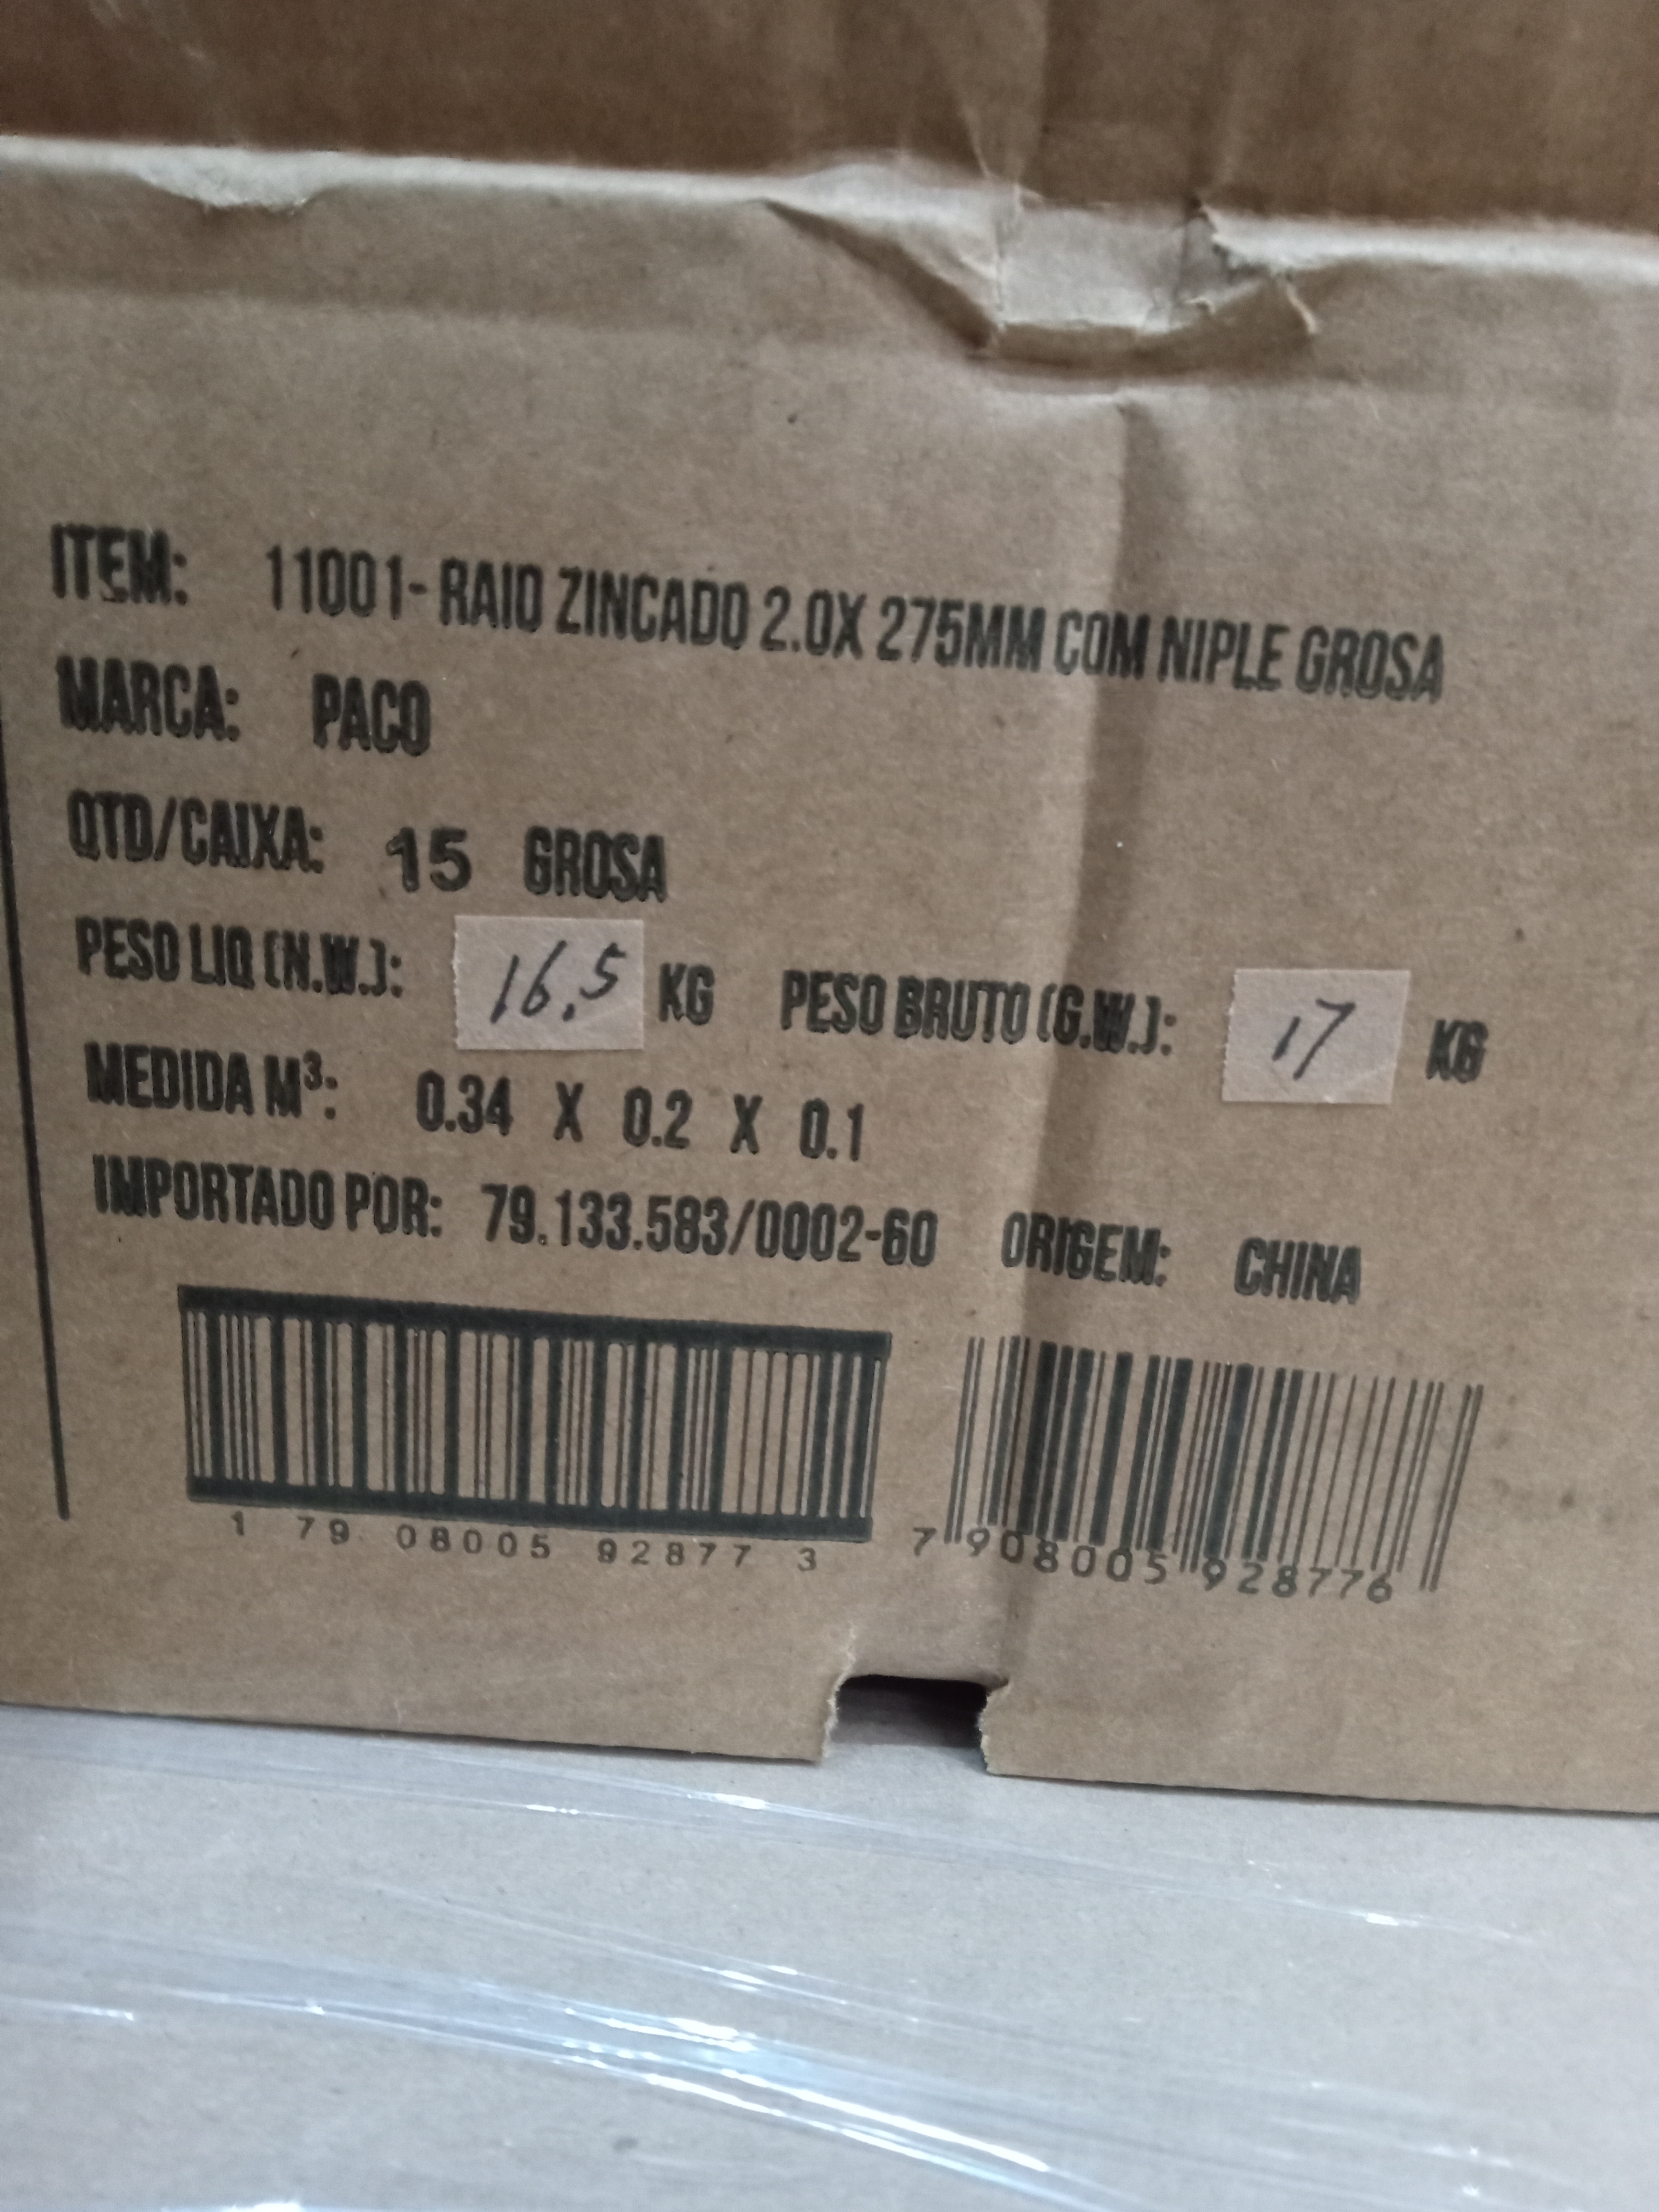 ITEM: 11001- RAIO ZINCADO 2.0X 275MM COM NIPLE GROSA
MARCA: PACO
QTD/CAIXA: 15 GROSA
PESO LIQ (N.W.): 16.5 KG PESO BRUTO (G.W.): 17 KG
MEDIDA M³: 0.34 X 0.2 X 0.1
IMPORTADO POR: 79.133.583/0002-60 ORIGEM: CHINA
1 79 08005 92877 3 7 908005 928776